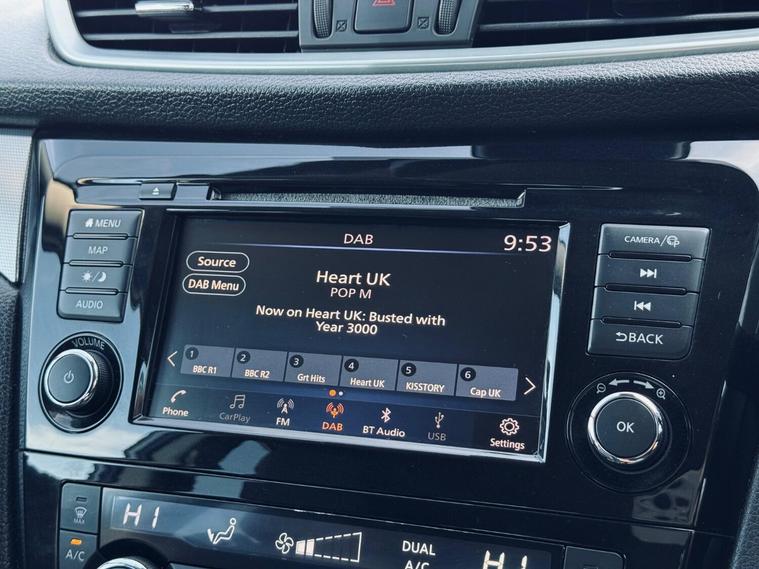 MENU
MAP
AUDIO
VOLUME
DAB
9:53
Source
DAB Menu
Heart UK
POP M
Now on Heart UK: Busted with
Year 3000
1
BBC R1
2
BBC R2
3
Grt Hits
4
Heart UK
5
KISSTORY
6
Cap UK
Phone
CarPlay
FM
DAB
BT Audio
USB
Settings
CAMERA/
BACK
OK
MAX
A/C
HI
DUAL
A/C
HI